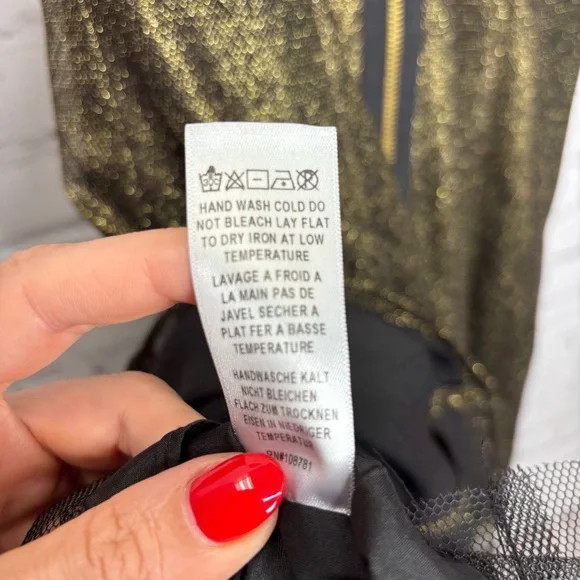 HAND WASH COLD DO
NOT BLEACH LAY FLAT
TO DRY IRON AT LOW
TEMPERATURE
LAVAGE A FROID A
LA MAIN PAS DE
JAVEL SECHER A
PLAT FER A BASSE
TEMPERATURE
HANDWASCHE KALT
NICHT BLEICHEN
FLACH ZUM TROCKNEN
EISEN IN NIEDRIGER
TEMPERATUR
RN#108781